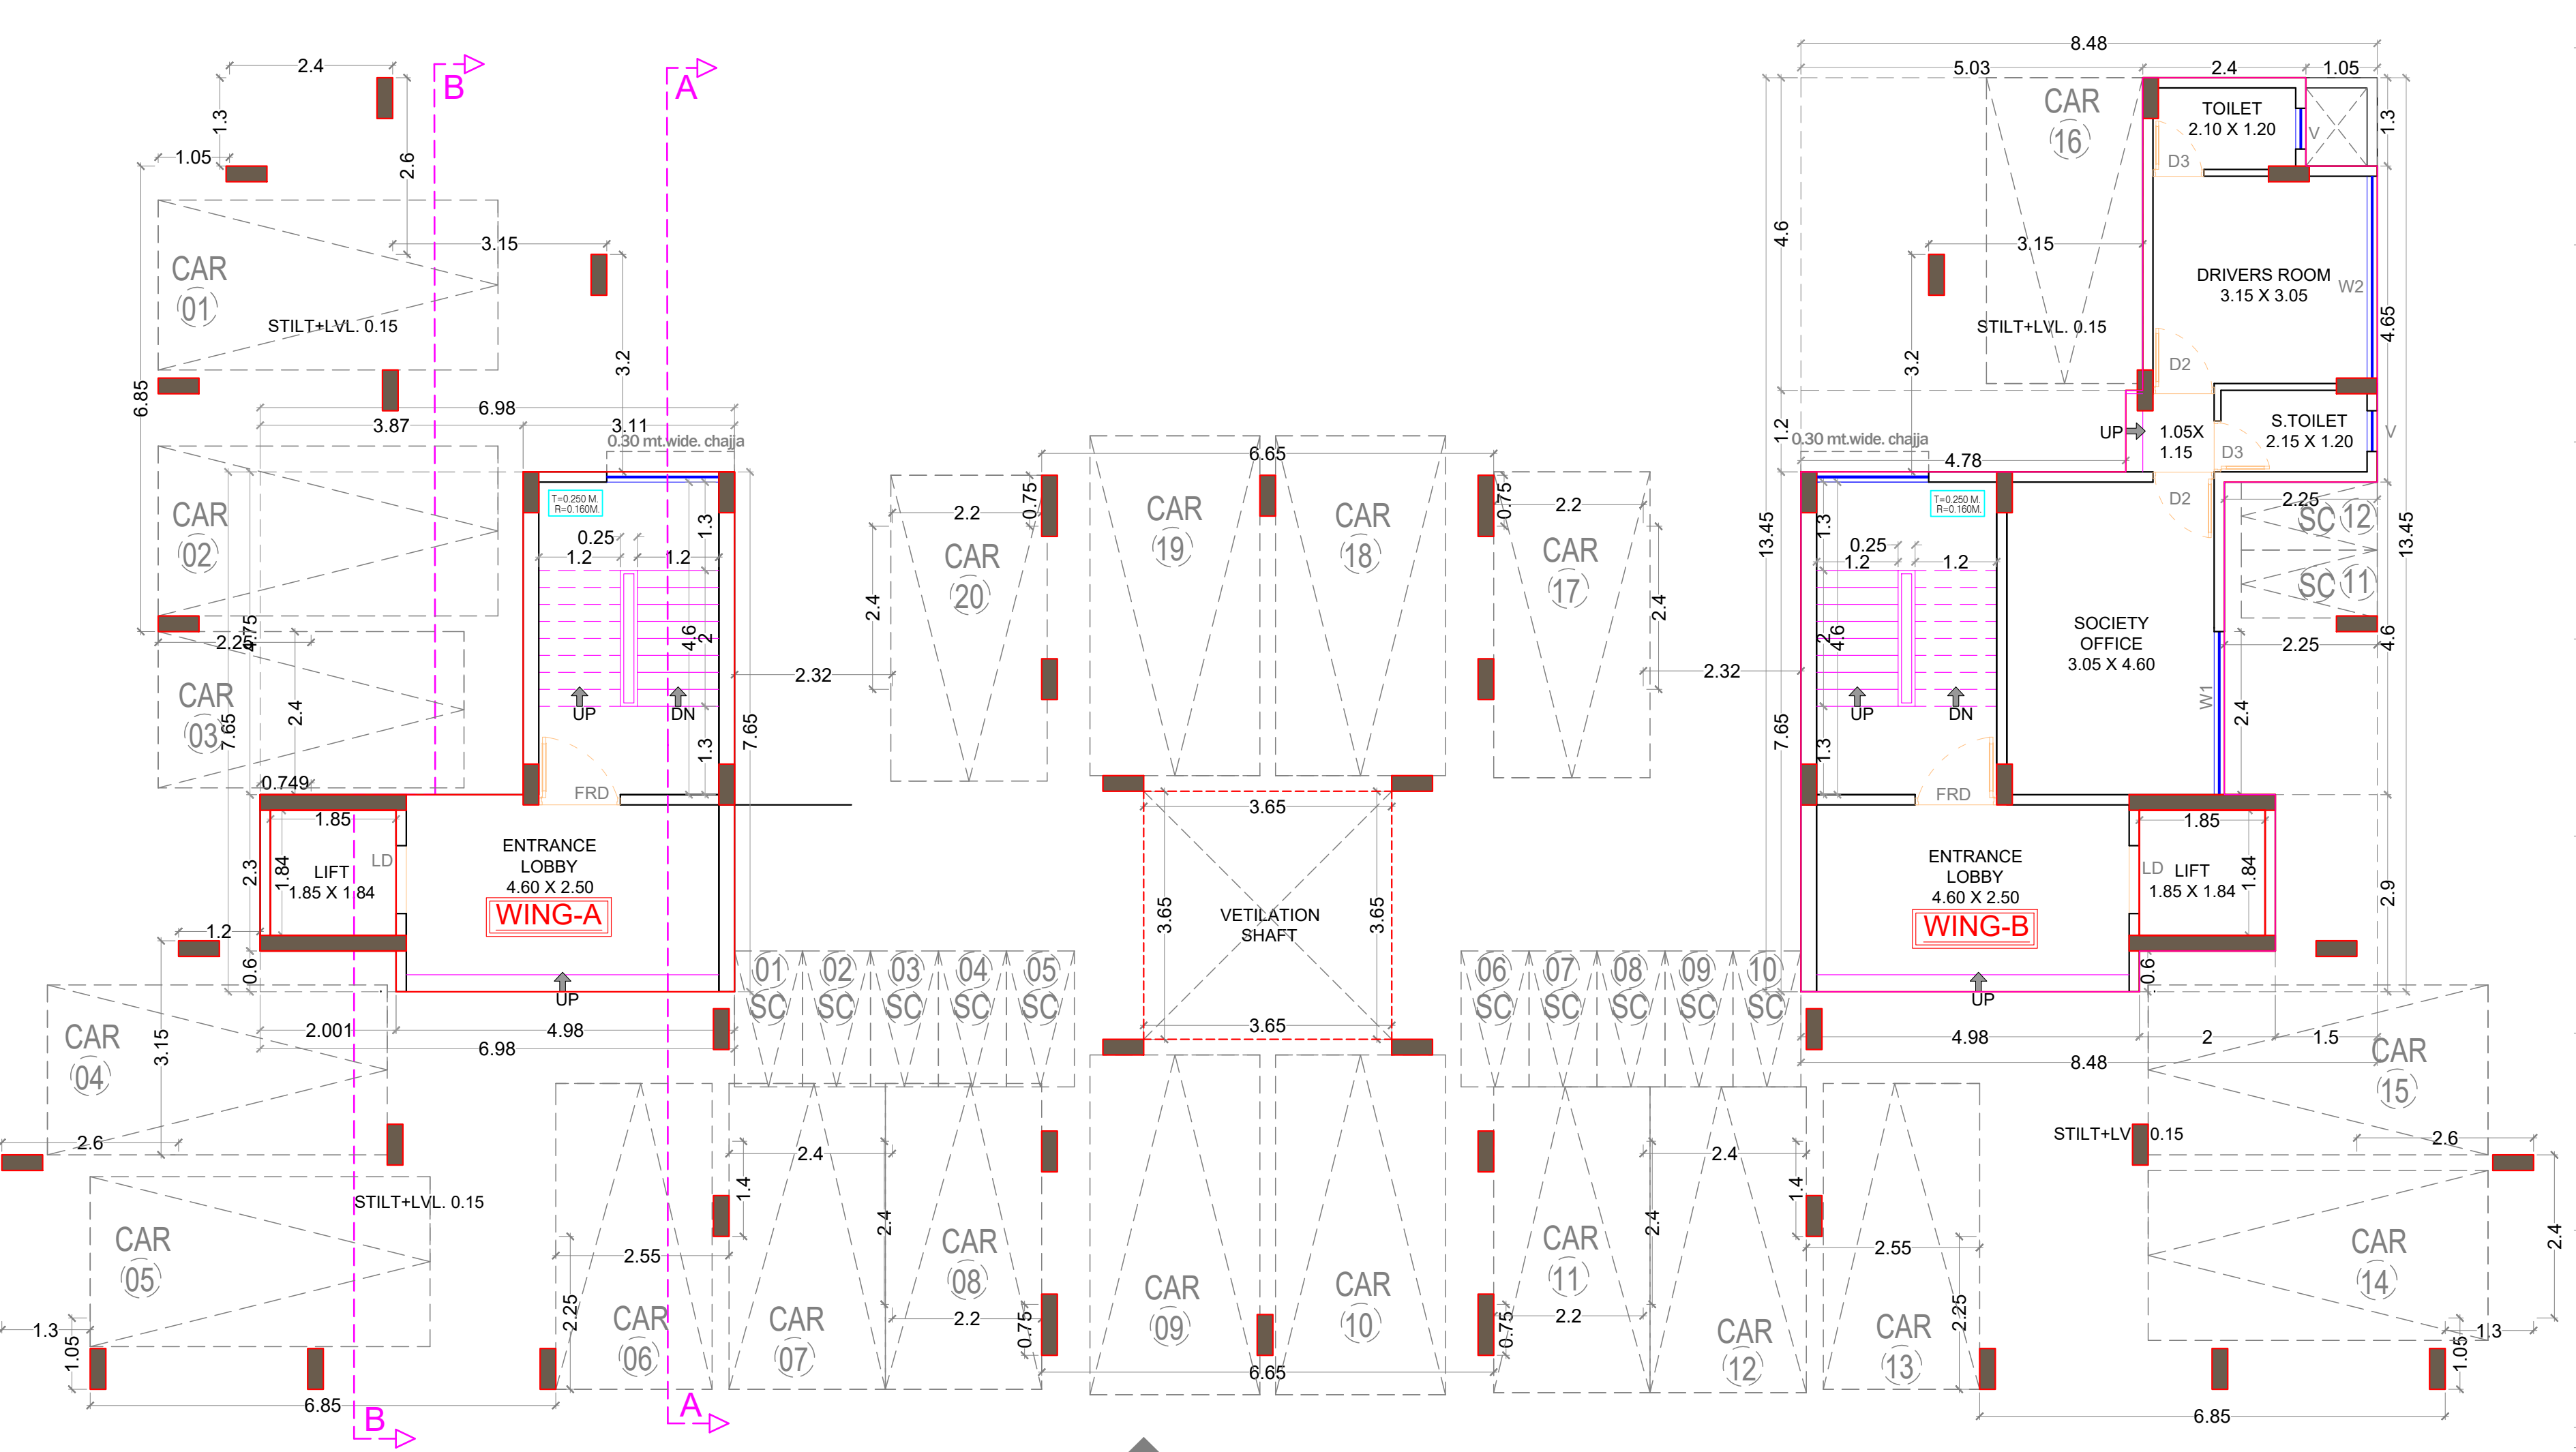 8.48
2.4
B
A
5.03
2.4
1.05
1.3
1.05
2.6
CAR
16
TOILET
2.10 X 1.20
V
D3
1.3
3.15
CAR
01
STILT+LVL. 0.15
6.85
3.2
4.6
3.15
STILT+LVL. 0.15
3.2
DRIVERS ROOM
3.15 X 3.05
W2
4.65
D2
6.98
3.87
3.11
0.30 mt.wide. chajja
1.2
0.30 mt.wide. chajja
4.78
UP
1.05X
1.15
S.TOILET
2.15 X 1.20
V
D3
D2
CAR
02
T=0.250 M.
R=0.160M.
0.25
1.2
1.2
1.3
6.65
0.75
2.2
CAR
20
2.4
CAR
19
CAR
18
0.75
2.2
CAR
17
2.4
13.45
T=0.250 M.
R=0.160M.
1.3
0.25
1.2
1.2
2.25
SC 12
SC 11
13.45
2.25
4.75
CAR
03
7.65
2.4
4.6
2
UP
DN
1.3
7.65
2.32
2.32
7.65
2
4.6
UP
DN
1.3
SOCIETY
OFFICE
3.05 X 4.60
W1
2.4
2.25
4.6
0.749
FRD
FRD
1.85
LIFT
1.85 X 1.84
1.84
LD
2.3
ENTRANCE
LOBBY
4.60 X 2.50
WING-A
UP
3.65
3.65
3.65
VETILATION
SHAFT
3.65
ENTRANCE
LOBBY
4.60 X 2.50
WING-B
UP
1.85
LD
LIFT
1.85 X 1.84
1.84
2.9
1.2
0.6
0.6
01
SC
02
SC
03
SC
04
SC
05
SC
06
SC
07
SC
08
SC
09
SC
10
SC
CAR
04
3.15
2.001
4.98
6.98
4.98
2
1.5
8.48
CAR
15
2.6
STILT+LVL. 0.15
2.4
1.4
2.4
2.4
1.4
2.4
STILT+LV 0.15
2.6
CAR
05
2.55
2.25
CAR
06
CAR
07
CAR
08
2.2
0.75
CAR
09
CAR
10
0.75
CAR
11
2.2
CAR
12
2.55
2.25
CAR
13
CAR
14
2.4
1.3
1.05
1.3
1.05
6.65
6.85
6.85
B
A